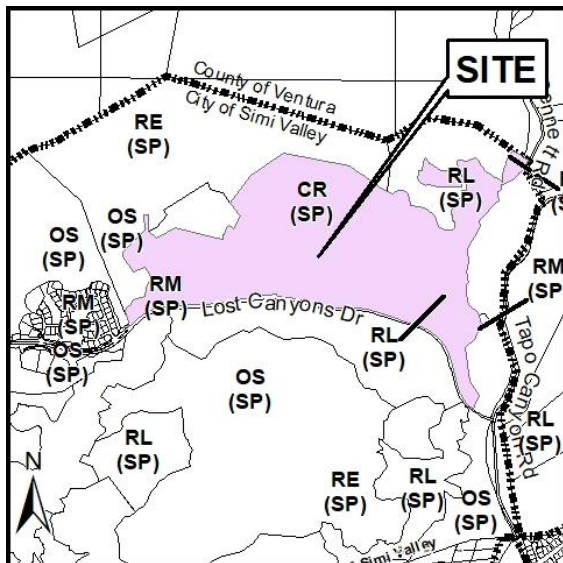 SITE
County of Ventura
City of Simi Valley
RE
(SP)
CR
(SP)
RL
(SP)
OS
(SP)
OS
(SP)
RM
(SP)
RM
(SP)
RM
(SP)
Lost Canyons Dr
OS
(SP)
RL
(SP)
Tapo Canyon Rd
OS
(SP)
RL
(SP)
RL
(SP)
N
RE
(SP)
RL
(SP)
OS
(SP)
Simi Valley